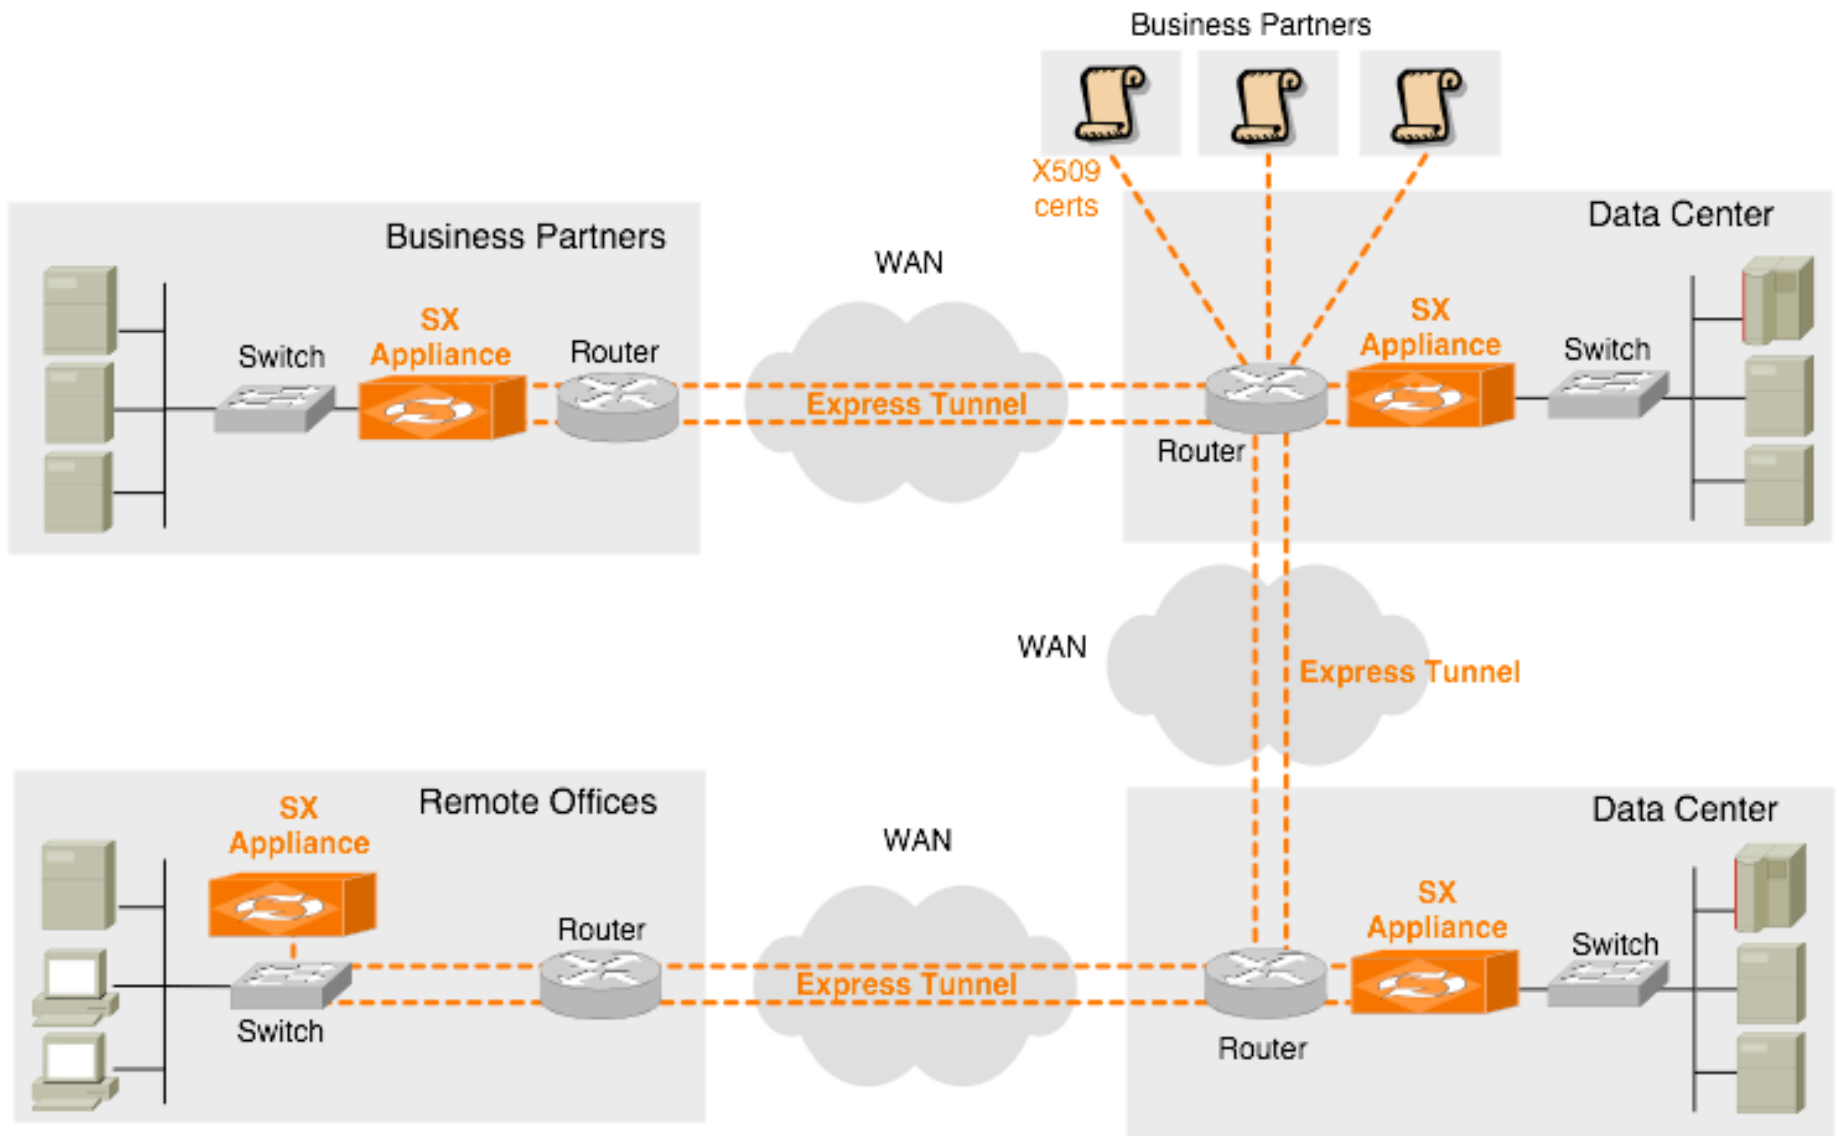 Business Partners
X509
certs
Business Partners
Data Center
WAN
SX
Appliance
Switch
Router
Express Tunnel
SX
Appliance
Switch
Router
WAN
Express Tunnel
Remote Offices
SX
Appliance
Router
Switch
WAN
Express Tunnel
Data Center
SX
Appliance
Switch
Router